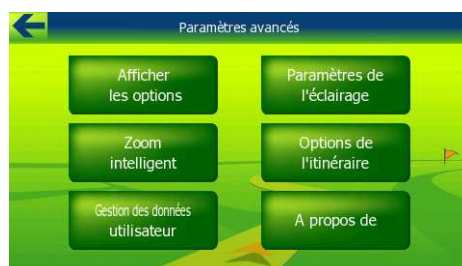 Paramètres avancés
Afficher
les options
Paramètres de
l'éclairage
Zoom
intelligent
Options de
l'itinéraire
Gestion des données
utilisateur
A propos de